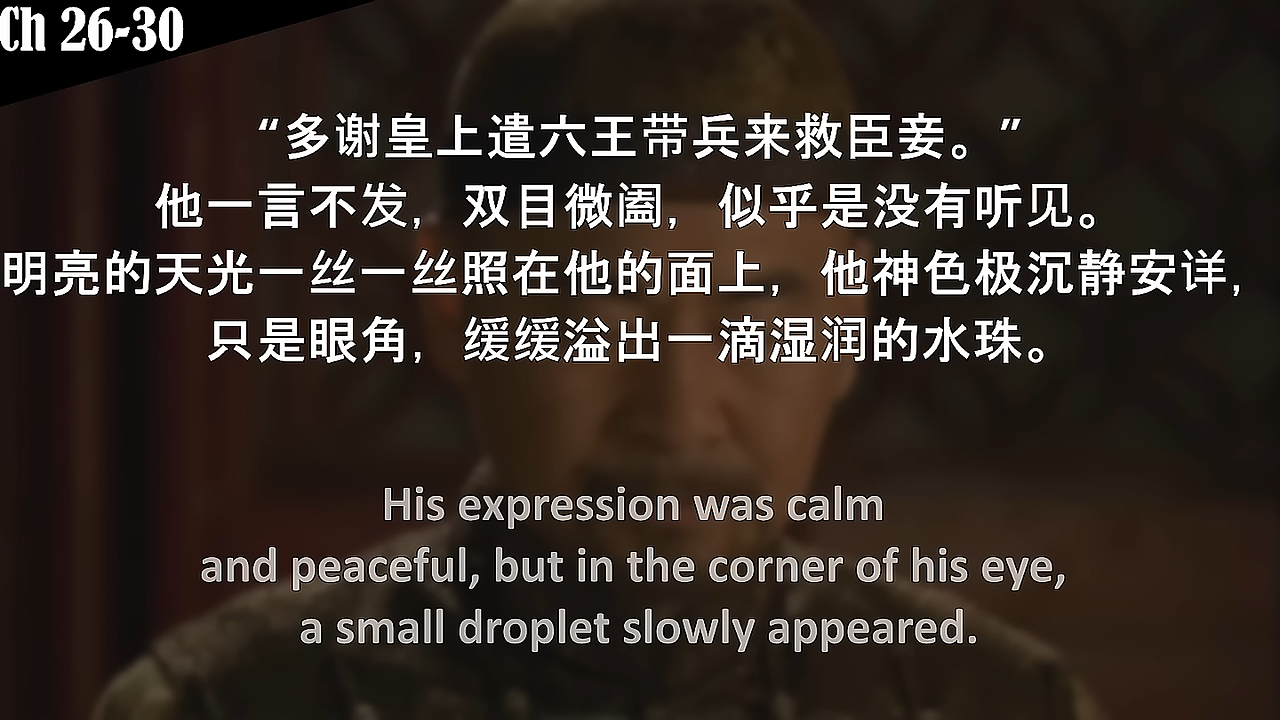 Ch 26-30
“多谢皇上遣六王带兵来救臣妾。”
他一言不发，双目微阖，似乎是没有听见。
明亮的天光一丝一丝照在他的面上，他神色极沉静安详，
只是眼角，缓缓溢出一滴湿润的水珠。
His expression was calm
and peaceful, but in the corner of his eye,
a small droplet slowly appeared.